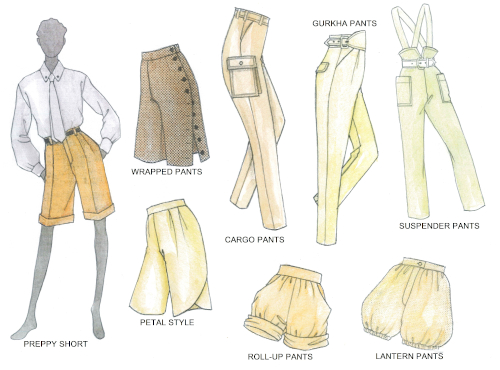 GURKHA PANTS
WRAPPED PANTS
CARGO PANTS
SUSPENDER PANTS
PETAL STYLE
PREPPY SHORT
ROLL-UP PANTS
LANTERN PANTS